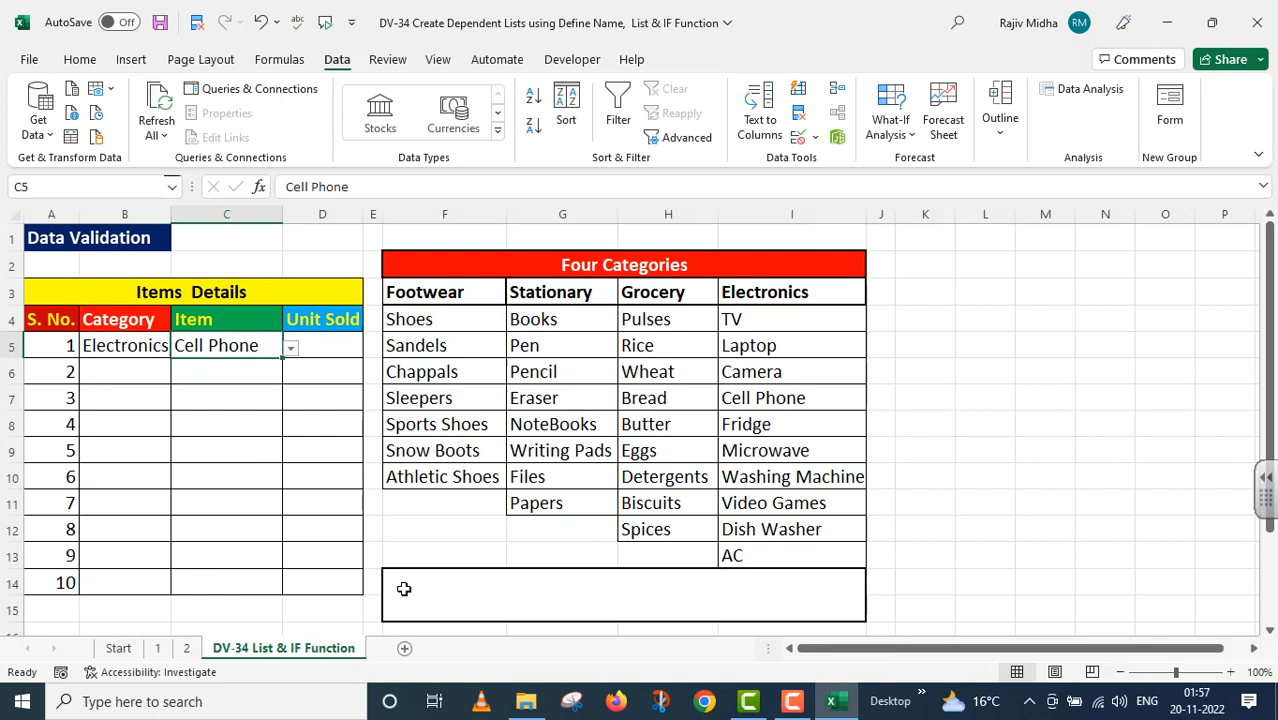 AutoSave Off DV-34 Create Dependent Lists using Define Name, List & IF Function Rajiv Midha RM
File Home Insert Page Layout Formulas Data Review View Automate Developer Help Comments Share
Get Data Refresh All Queries & Connections Properties Edit Links Stocks Currencies Sort Filter Clear Reapply Advanced Text to Columns What-If Analysis Forecast Sheet Outline Data Analysis Form
Get & Transform Data Queries & Connections Data Types Sort & Filter Data Tools Forecast Analysis New Group
C5 fx Cell Phone
A B C D E F G H I J K L M N O P
1 Data Validation
2 Four Categories
3 Items Details Footwear Stationary Grocery Electronics
4 S. No. Category Item Unit Sold Shoes Books Pulses TV
5 1 Electronics Cell Phone Sandels Pen Rice Laptop
6 2 Chappals Pencil Wheat Camera
7 3 Sleepers Eraser Bread Cell Phone
8 4 Sports Shoes NoteBooks Butter Fridge
9 5 Snow Boots Writing Pads Eggs Microwave
10 6 Athletic Shoes Files Detergents Washing Machine
11 7 Papers Biscuits Video Games
12 8 Spices Dish Washer
13 9 AC
14 10
15
Start 1 2 DV-34 List & IF Function
Ready Accessibility: Investigate 100%
Type here to search Desktop 16°C ENG 01:57
20-11-2022